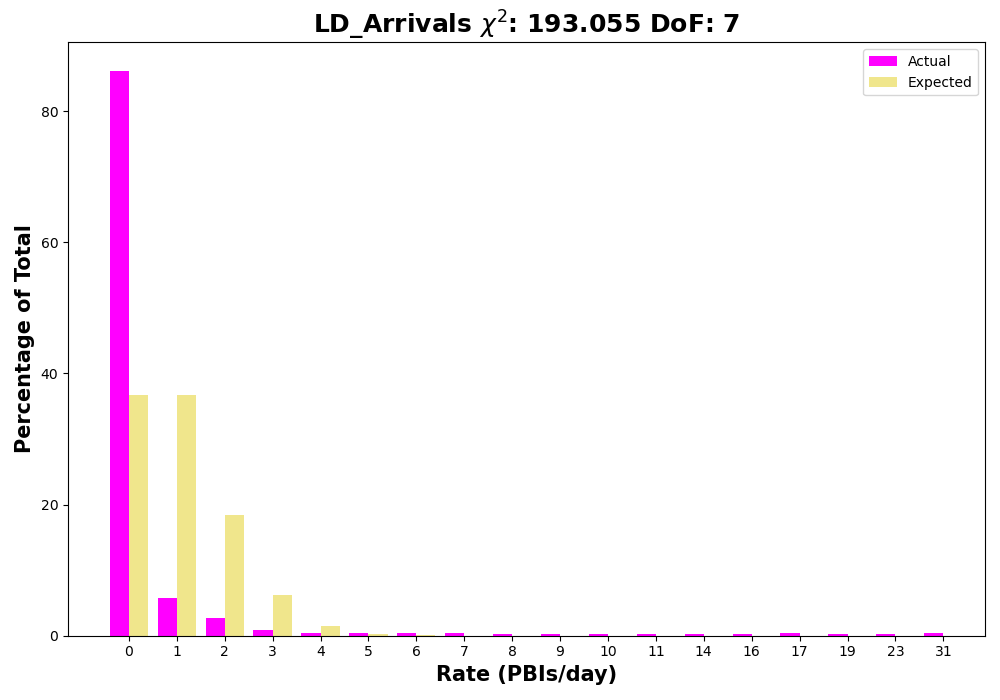 LD_Arrivals χ²: 193.055 DoF: 7
Actual
Expected
Percentage of Total
80
60
40
20
0
0 1 2 3 4 5 6 7 8 9 10 11 14 16 17 19 23 31
Rate (PBIs/day)